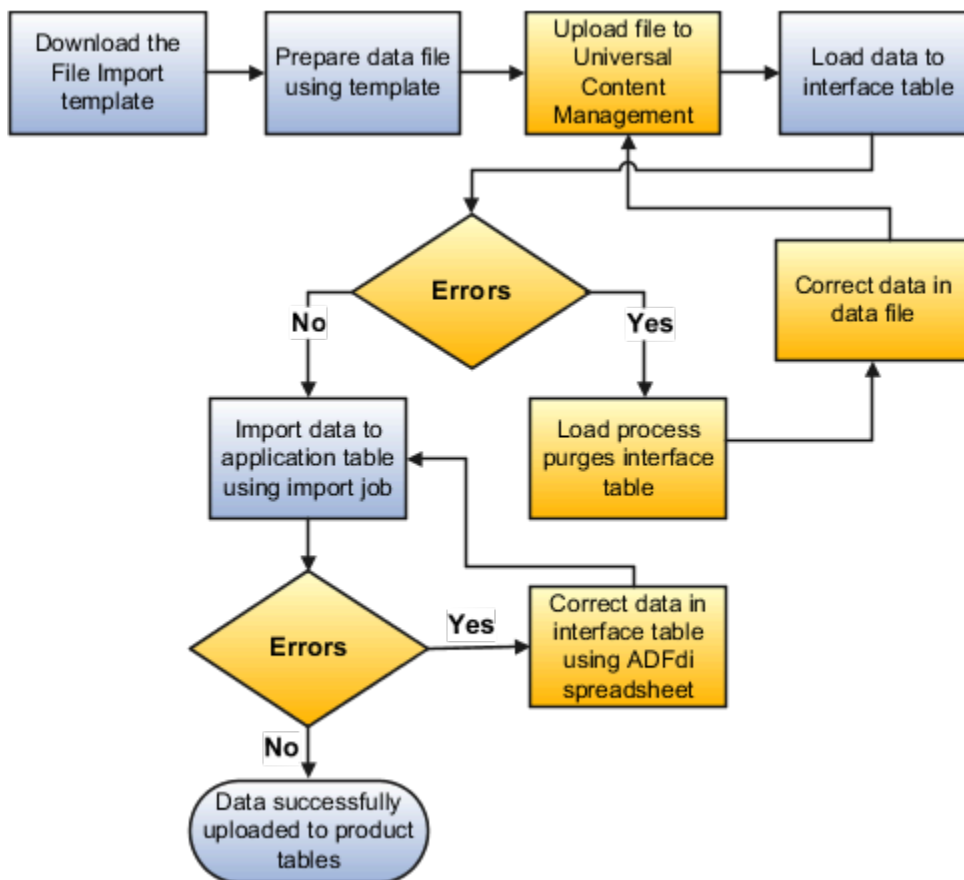 Download the
File Import
template
Prepare data file
using template
Upload file to
Universal
Content
Management
Load data to
interface table
Errors
No
Yes
Correct data in
data file
Import data to
application table
using import job
Load process
purges interface
table
Errors
Yes
Correct data in
interface table
using ADFdi
spreadsheet
No
Data successfully
uploaded to product
tables